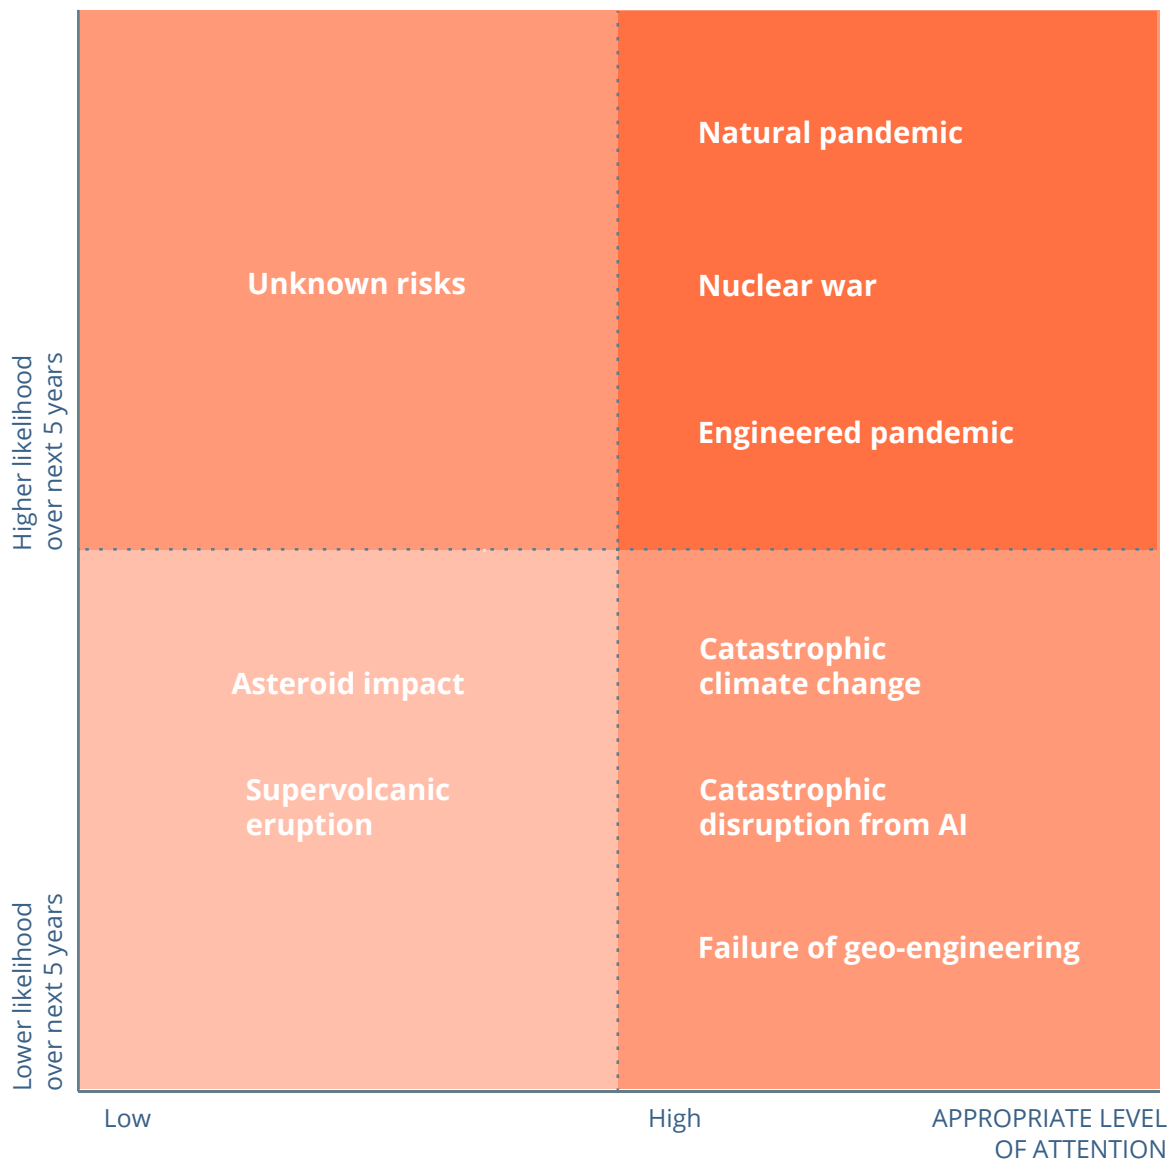 Natural pandemic
Unknown risks
Nuclear war
Engineered pandemic
Higher likelihood
over next 5 years
Catastrophic
climate change
Asteroid impact
Supervolcanic
eruption
Catastrophic
disruption from AI
Failure of geo-engineering
Lower likelihood
over next 5 years
Low
High
APPROPRIATE LEVEL
OF ATTENTION